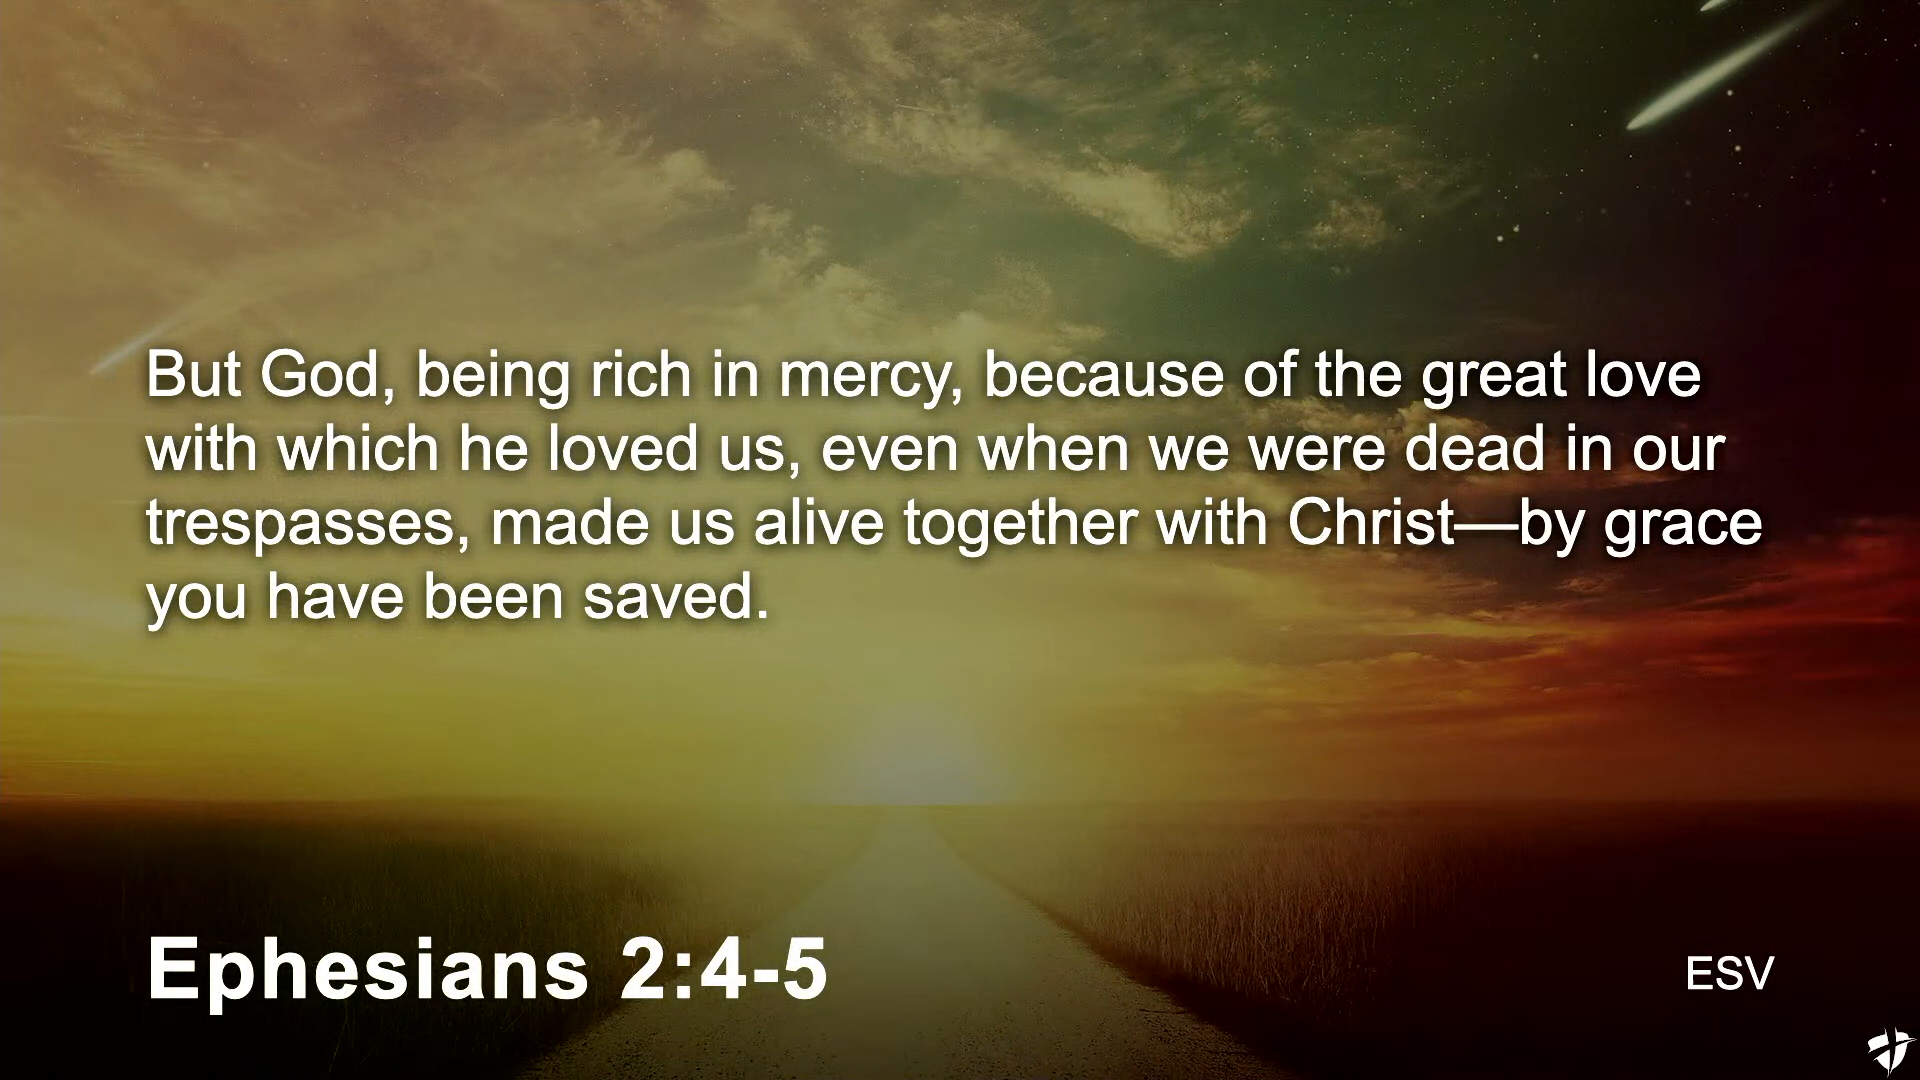 But God, being rich in mercy, because of the great love
with which he loved us, even when we were dead in our
trespasses, made us alive together with Christ—by grace
you have been saved.
Ephesians 2:4-5
ESV